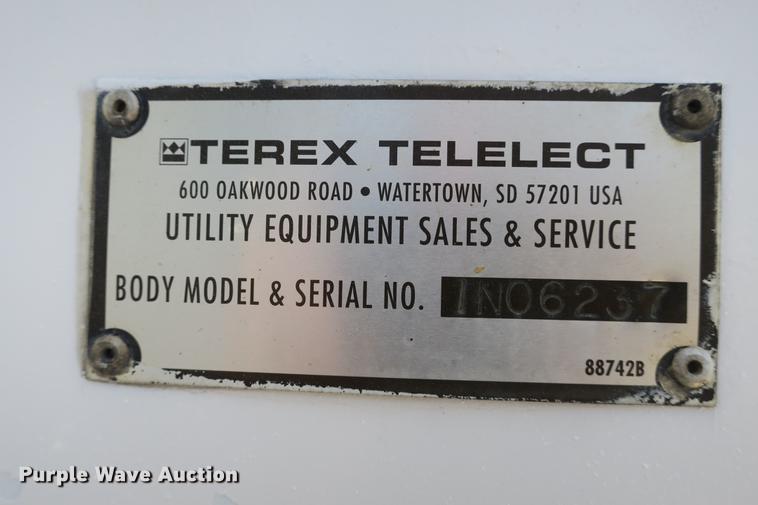 TEREX TELELECT
600 OAKWOOD ROAD • WATERTOWN, SD 57201 USA
UTILITY EQUIPMENT SALES & SERVICE
BODY MODEL & SERIAL NO. 1NO6237
88742B
Purple Wave Auction